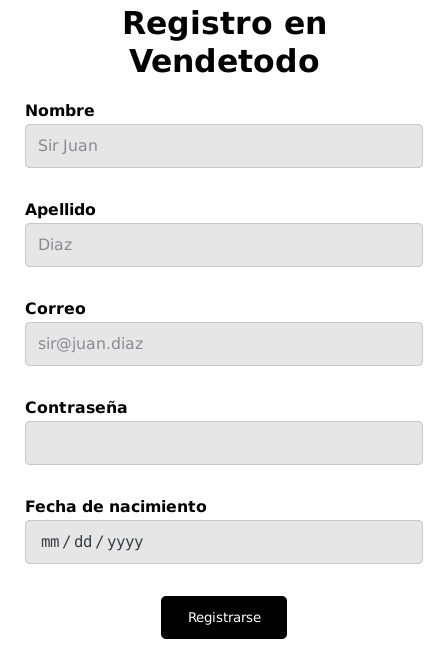 Registro en
Vendetodo
Nombre
Sir Juan
Apellido
Diaz
Correo
sir@juan.diaz
Contraseña
Fecha de nacimiento
mm / dd / yyyy
Registrarse